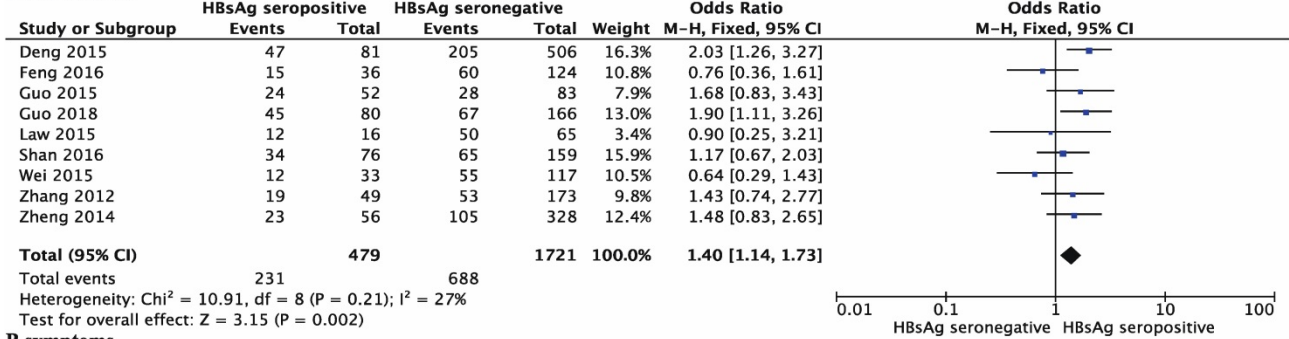 HBsAg seropositive HBsAg seronegative Odds Ratio Odds Ratio
Study or Subgroup Events Total Events Total Weight M-H, Fixed, 95% CI M-H, Fixed, 95% CI
Deng 2015 47 81 205 506 16.3% 2.03 [1.26, 3.27]
Feng 2016 15 36 60 124 10.8% 0.76 [0.36, 1.61]
Guo 2015 24 52 28 83 7.9% 1.68 [0.83, 3.43]
Guo 2018 45 80 67 166 13.0% 1.90 [1.11, 3.26]
Law 2015 12 16 50 65 3.4% 0.90 [0.25, 3.21]
Shan 2016 34 76 65 159 15.9% 1.17 [0.67, 2.03]
Wei 2015 12 33 55 117 10.5% 0.64 [0.29, 1.43]
Zhang 2012 19 49 53 173 9.8% 1.43 [0.74, 2.77]
Zheng 2014 23 56 105 328 12.4% 1.48 [0.83, 2.65]
Total (95% CI) 479 1721 100.0% 1.40 [1.14, 1.73]
Total events 231 688
Heterogeneity: Chi² = 10.91, df = 8 (P = 0.21); I² = 27%
Test for overall effect: Z = 3.15 (P = 0.002)
0.01 0.1 1 10 100
HBsAg seronegative HBsAg seropositive
B symptoms